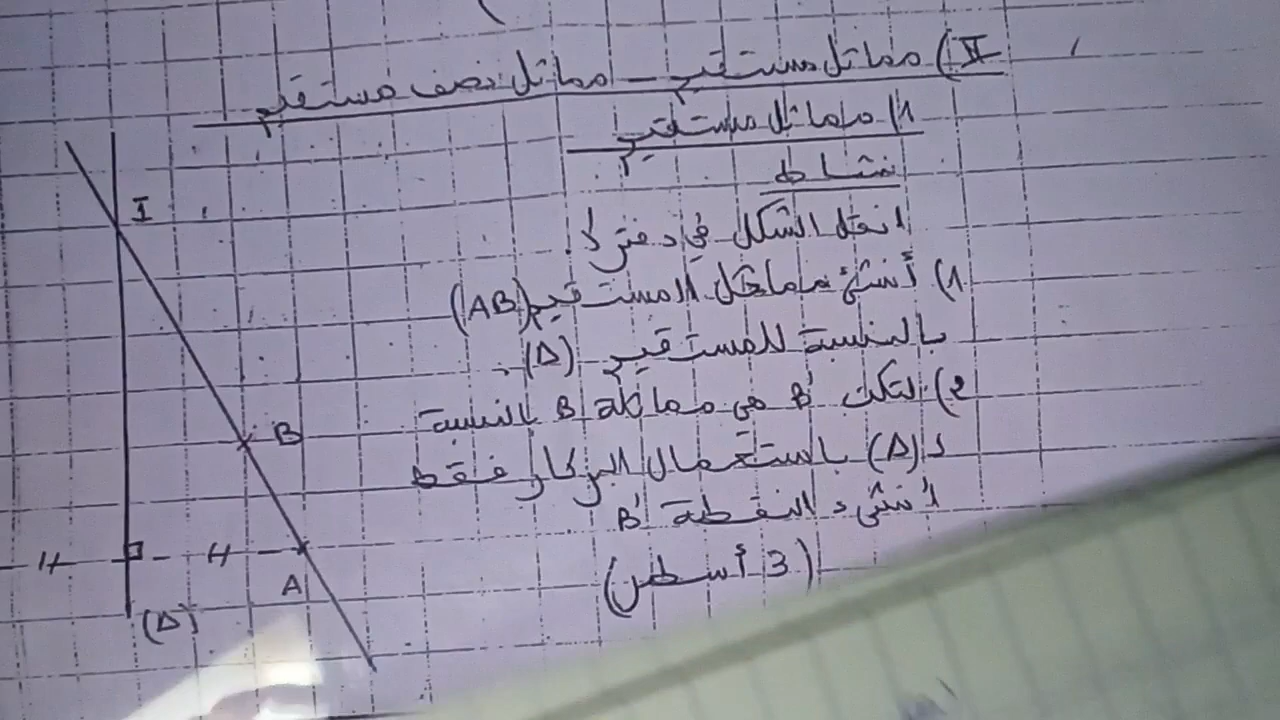 II) مماثل مستقيم - مماثل نصف مستقيم
1) مماثل مستقيم
نشاط
انقل الشكل في دفترك.
1) أنشئ مماثل المستقيم (AB)
بالنسبة للمستقيم (Δ).
2) لتكن B' هي مماثلة B بالنسبة
لـ (Δ) باستعمال البركار فقط
أنشئ النقطة B'
(3 أسطر)
I
B
A
(Δ)